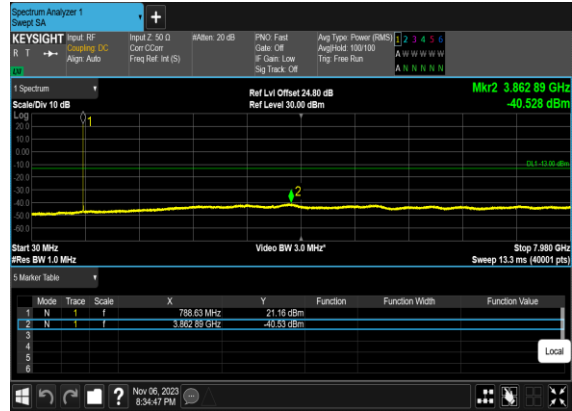 Spectrum Analyzer 1
Swept SA
+
KEYSIGHT Input: RF Input Z: 50 Ω #Atten: 20 dB PNO: Fast Avg Type: Power (RMS) 1 2 3 4 5 6
R T Coupling: DC Corr CCorr Gate: Off Avg|Hold: 100/100 A W W W W W
Align: Auto Freq Ref: Int (S) IF Gain: Low Trig: Free Run
Sig Track: Off A N N N N N
1 Spectrum Ref Lvl Offset 24.80 dB Mkr2 3.862 89 GHz
Scale/Div 10 dB Ref Level 30.00 dBm -40.528 dBm
Log
1
20.0
10.0
0.00
-10.0
DL1 -13.00 dBm
-20.0
-30.0
2
-40.0
-50.0
-60.0
Start 30 MHz Video BW 3.0 MHz* Stop 7.980 GHz
#Res BW 1.0 MHz Sweep 13.3 ms (40001 pts)
5 Marker Table
Mode Trace Scale X Y Function Function Width Function Value
1 N 1 f 788.63 MHz 21.16 dBm
2 N 1 f 3.862 89 GHz -40.53 dBm
3
4
5
6
Local
? Nov 06, 2023
8:34:47 PM